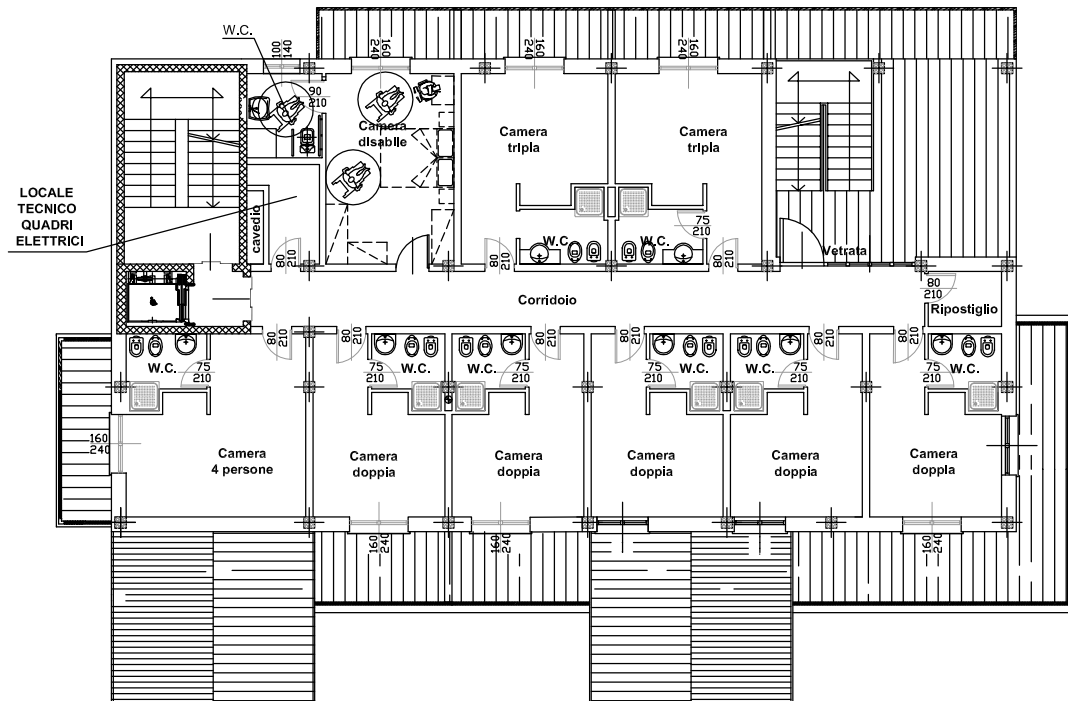 W.C.
100
140
160
240
160
240
160
240
90
210
Camera
disabile
Camera
tripla
Camera
tripla
LOCALE
TECNICO
QUADRI
ELETTRICI
cavedio
75
210
W.C.
W.C.
80
210
80
210
80
210
Vetrata
Corridoio
80
210
Ripostiglio
80
210
80
210
80
210
80
210
80
210
80
210
W.C.
75
210
75
210
W.C.
W.C.
75
210
75
210
W.C.
W.C.
75
210
75
210
W.C.
160
240
Camera
4 persone
Camera
doppia
Camera
doppia
Camera
doppia
Camera
doppia
Camera
doppia
160
240
160
240
160
240